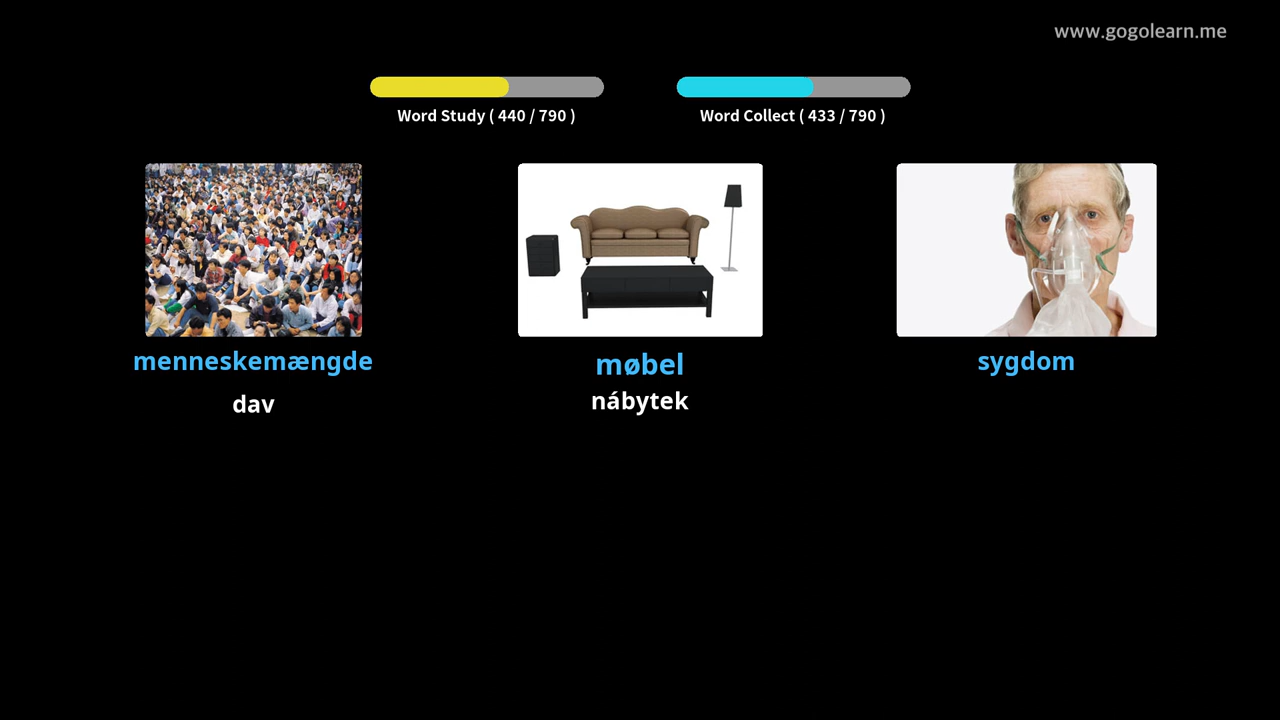 www.gogolearn.me
Word Study ( 440 / 790 )
Word Collect ( 433 / 790 )
menneskemængde
møbel
sygdom
dav
nábytek